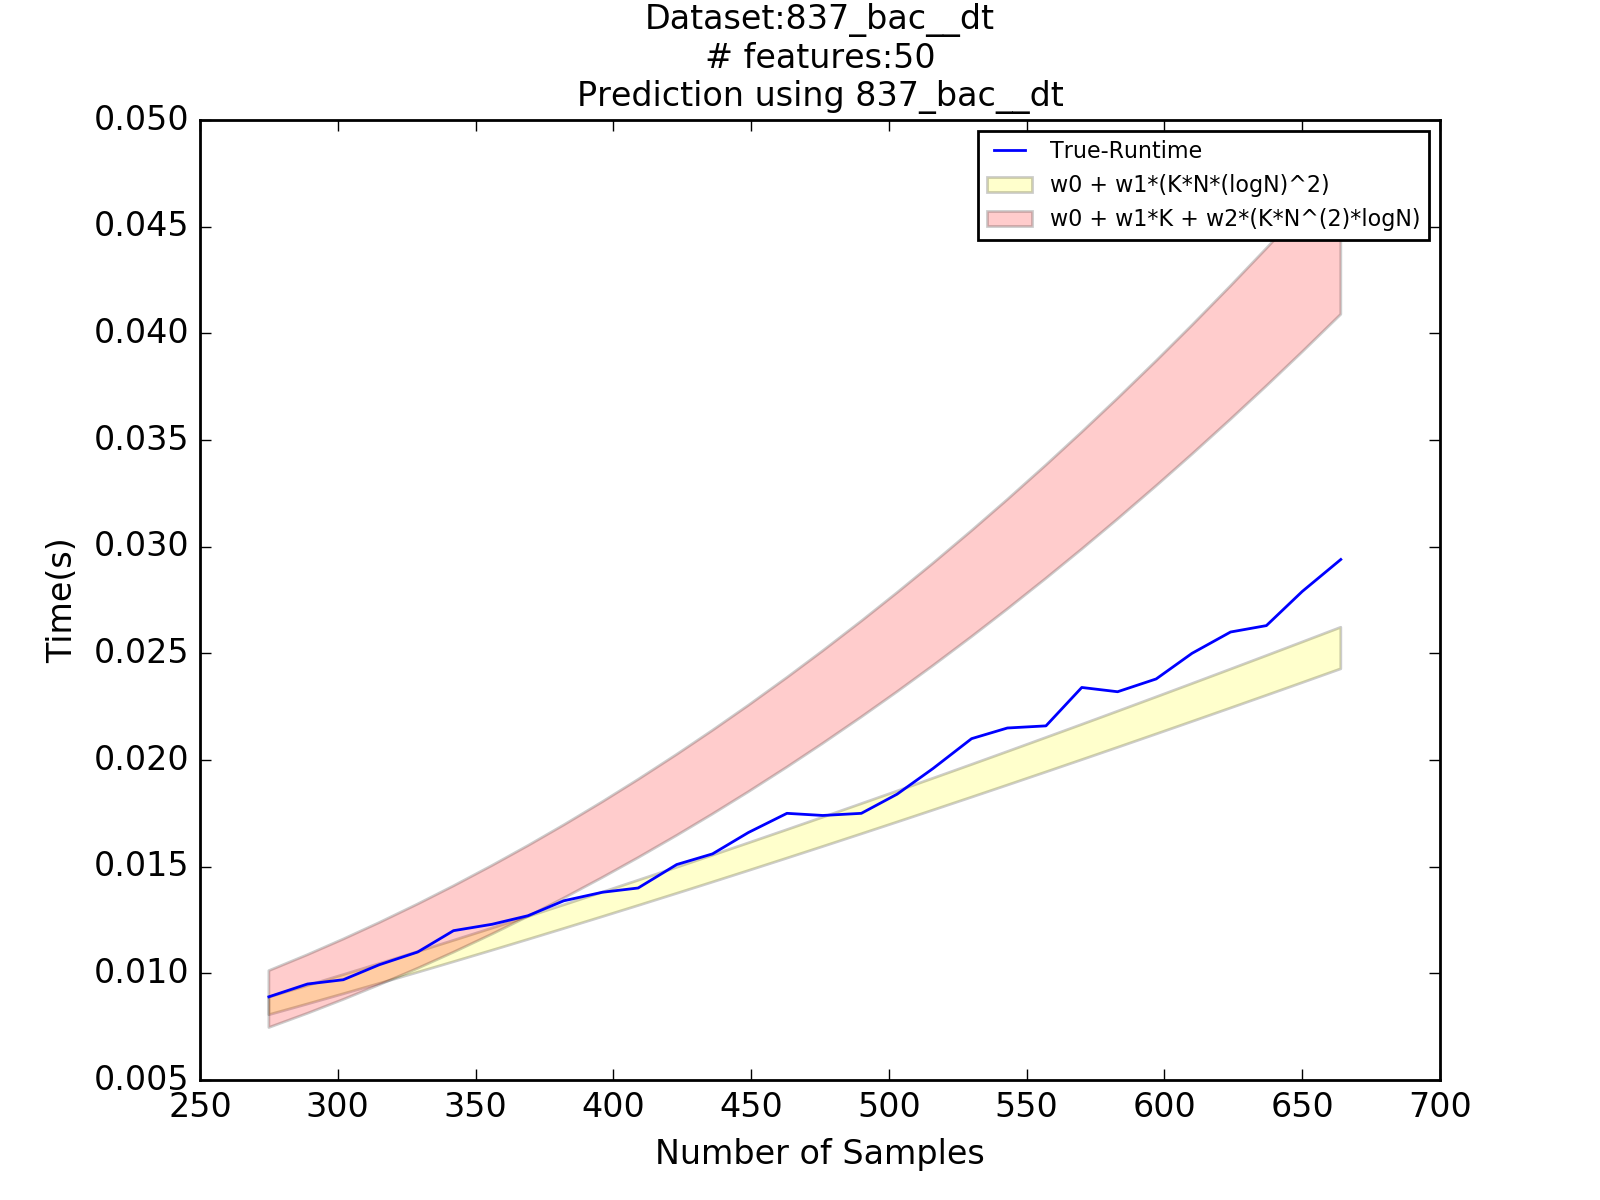 Dataset:837_bac__dt
# features:50
Prediction using 837_bac__dt
0.050
0.045
0.040
0.035
0.030
0.025
0.020
0.015
0.010
0.005
Time(s)
True-Runtime
w0 + w1*(K*N*(logN)^2)
w0 + w1*K + w2*(K*N^(2)*logN)
250 300 350 400 450 500 550 600 650 700
Number of Samples